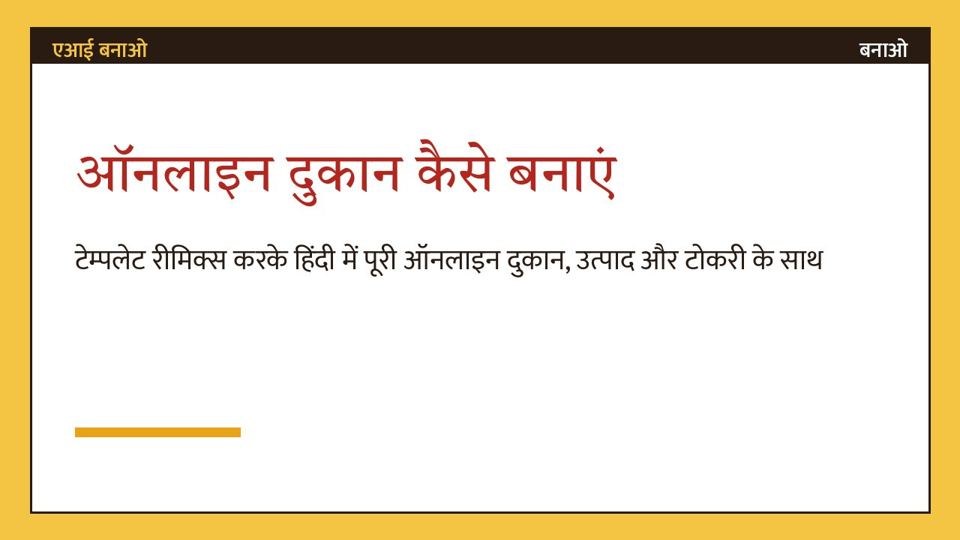 एआई बनाओ
बनाओ
ऑनलाइन दुकान कैसे बनाएं
टेम्पलेट रीमिक्स करके हिंदी में पूरी ऑनलाइन दुकान, उत्पाद और टोकरी के साथ